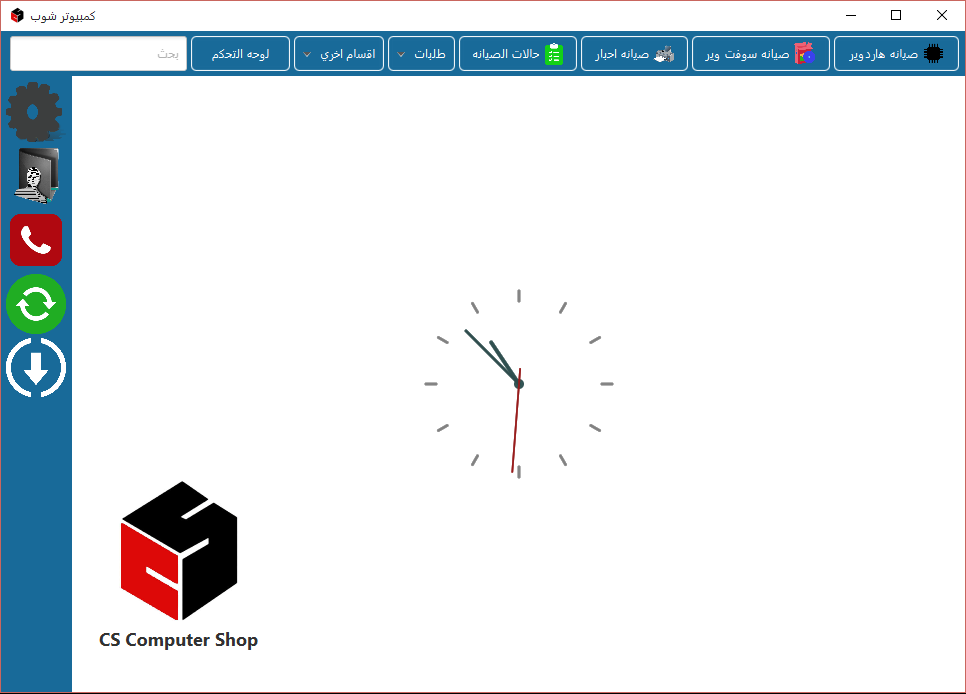 كمبيوتر شوب
صيانه هاردوير
صيانه سوفت وير
صيانه احبار
حالات الصيانه
طلبات
اقسام اخري
لوحه التحكم
بحث
CS Computer Shop